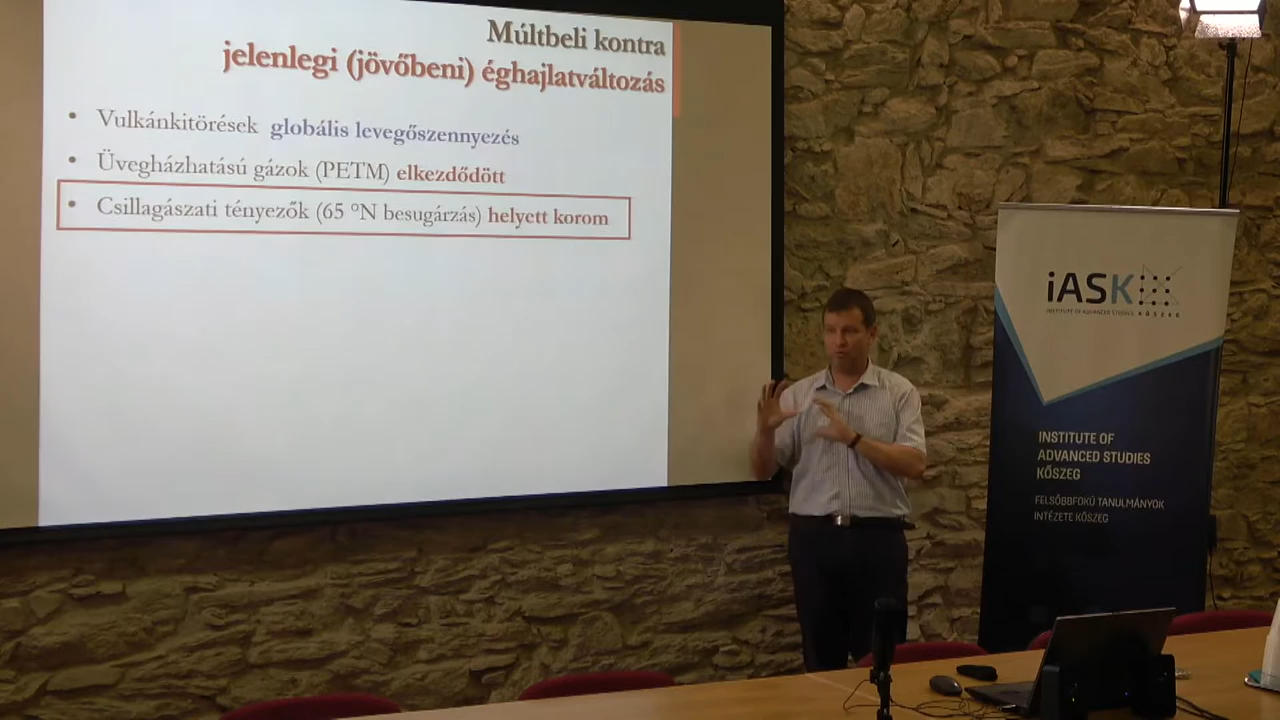 Múltbeli kontra
jelenlegi (jövőbeni) éghajlatváltozás
• Vulkánkitörések globális levegőszennyezés
• Üvegházhatású gázok (PETM) elkezdődött
• Csillagászati tényezők (65 °N besugárzás) helyett korom
iASK
INSTITUTE OF ADVANCED STUDIES KŐSZEG
INSTITUTE OF
ADVANCED STUDIES
KŐSZEG
FELSŐBBFOKÚ TANULMÁNYOK
INTÉZETE KŐSZEG